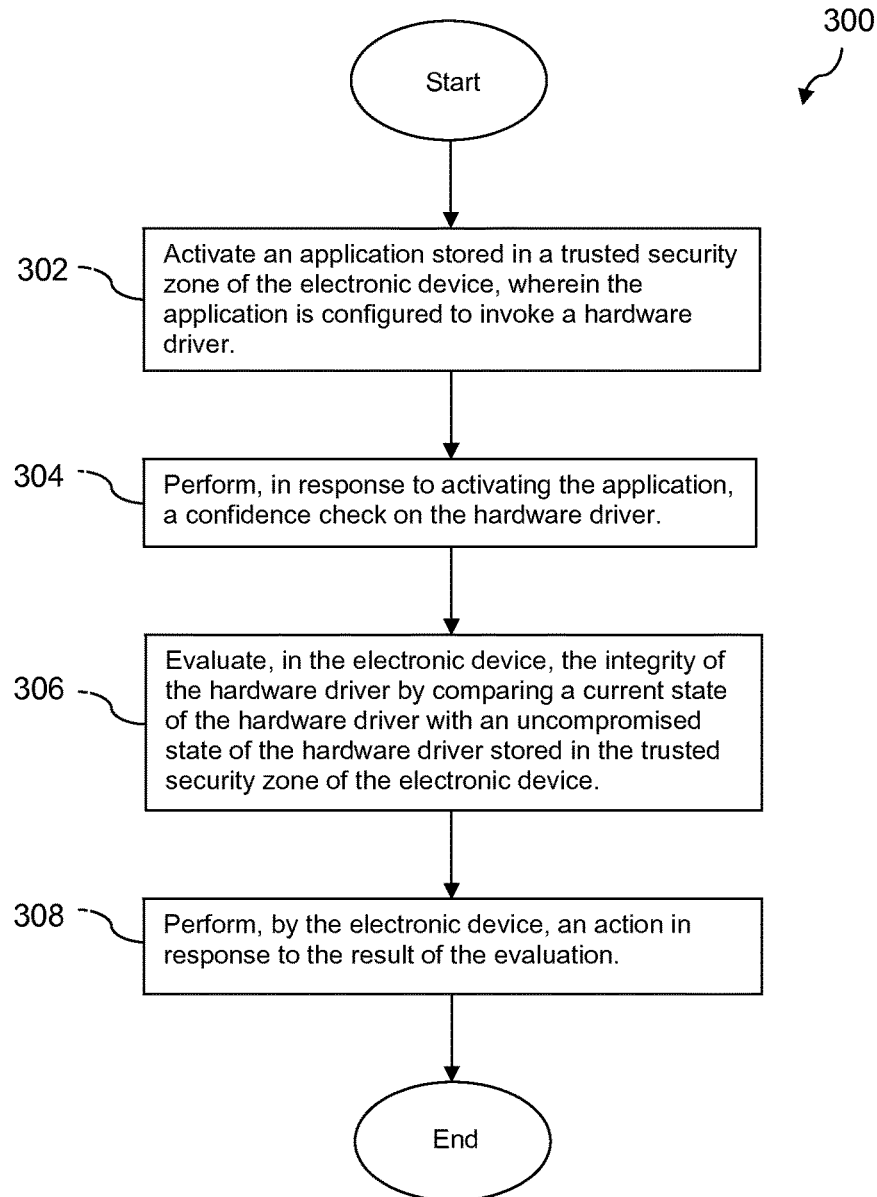 300
Start
302
Activate an application stored in a trusted security
zone of the electronic device, wherein the
application is configured to invoke a hardware
driver.
304
Perform, in response to activating the application,
a confidence check on the hardware driver.
306
Evaluate, in the electronic device, the integrity of
the hardware driver by comparing a current state
of the hardware driver with an uncompromised
state of the hardware driver stored in the trusted
security zone of the electronic device.
308
Perform, by the electronic device, an action in
response to the result of the evaluation.
End